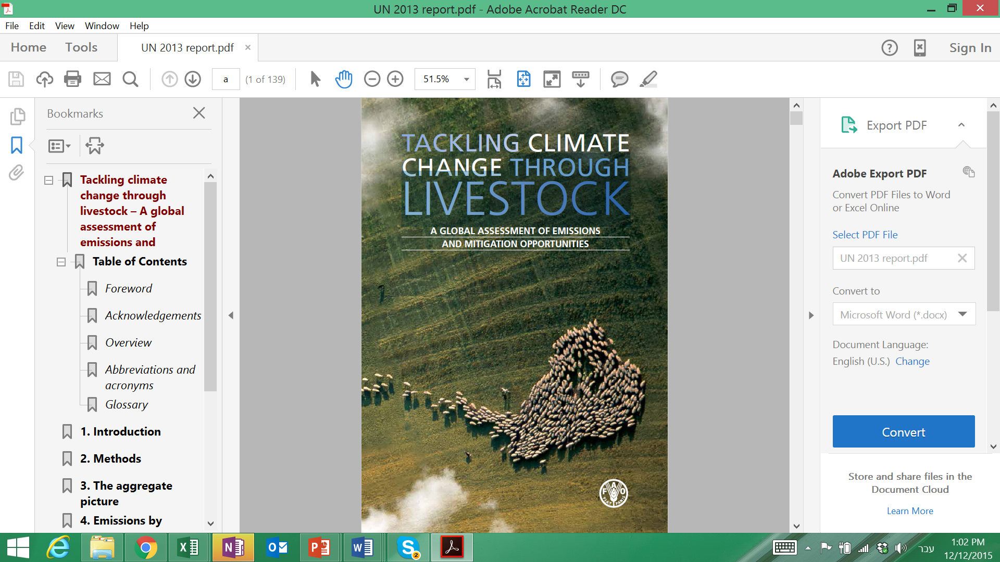 UN 2013 report.pdf - Adobe Acrobat Reader DC
File Edit View Window Help
Home Tools UN 2013 report.pdf × Sign In
a (1 of 139) 51.5%
Bookmarks
Tackling climate
change through
livestock – A global
assessment of
emissions and
Table of Contents
Foreword
Acknowledgements
Overview
Abbreviations and
acronyms
Glossary
1. Introduction
2. Methods
3. The aggregate
picture
4. Emissions by
TACKLING CLIMATE
CHANGE THROUGH
LIVESTOCK
A GLOBAL ASSESSMENT OF EMISSIONS
AND MITIGATION OPPORTUNITIES
FAO
FIAT PANIS
Export PDF
Adobe Export PDF
Convert PDF Files to Word
or Excel Online
Select PDF File
UN 2013 report.pdf
Convert to
Microsoft Word (*.docx)
Document Language:
English (U.S.) Change
Convert
Store and share files in the
Document Cloud
Learn More
2
עבר
1:02 PM
12/12/2015